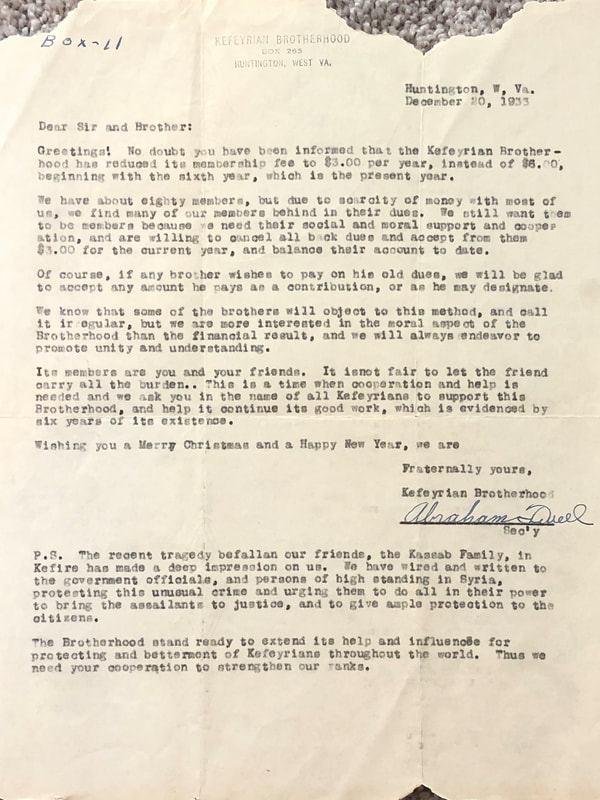 BOX-11
KEFEYRIAN BROTHERHOOD
BOX 265
HUNTINGTON, WEST VA.
Huntington, W, Va.
December 20, 1933
Dear Sir and Brother:
Greetings! No doubt you have been informed that the Kefeyrian Brother-
hood has reduced its membership fee to $3.00 per year, instead of $6.00,
beginning with the sixth year, which is the present year.
We have about eighty members, but due to scarcity of money with most of
us, we find many of our members behind in their dues. We still want them
to be members because we need their social and moral support and cooper
ation, and are willing to cancel all back dues and accept from them
$3.00 for the current year, and balance their account to date.
Of course, if any brother wishes to pay on his old dues, we will be glad
to accept any amount he pays as a contribution, or as he may designate.
We know that some of the brothers will object to this method, and call
it irregular, but we are more interested in the moral aspect of the
Brotherhood than the financial result, and we will always endeavor to
promote unity and understanding.
Its members are you and your friends. It isnot fair to let the friend
carry all the burden.. This is a time when cooperation and help is
needed and we ask you in the name of all Kefeyrians to support this
Brotherhood, and help it continue its good work, which is evidenced by
six years of its existence.
Wishing you a Merry Christmas and a Happy New Year, we are
Fraternally yours,
Kefeyrian Brotherhood
Abraham
Sec'y
P.S. The recent tragedy befallan our friends, the Kassab Family, in
Kefire has made a deep impression on us. We have wired and written to
the government officials, and persons of high standing in Syria,
protesting this unusual crime and urging them to do all in their power
to bring the assailants to justice, and to give ample protection to the
citizens.
The Brotherhood stand ready to extend its help and influence for
protecting and betterment of Kefeyrians throughout the world. Thus we
need your cooperation to strengthen our ranks.